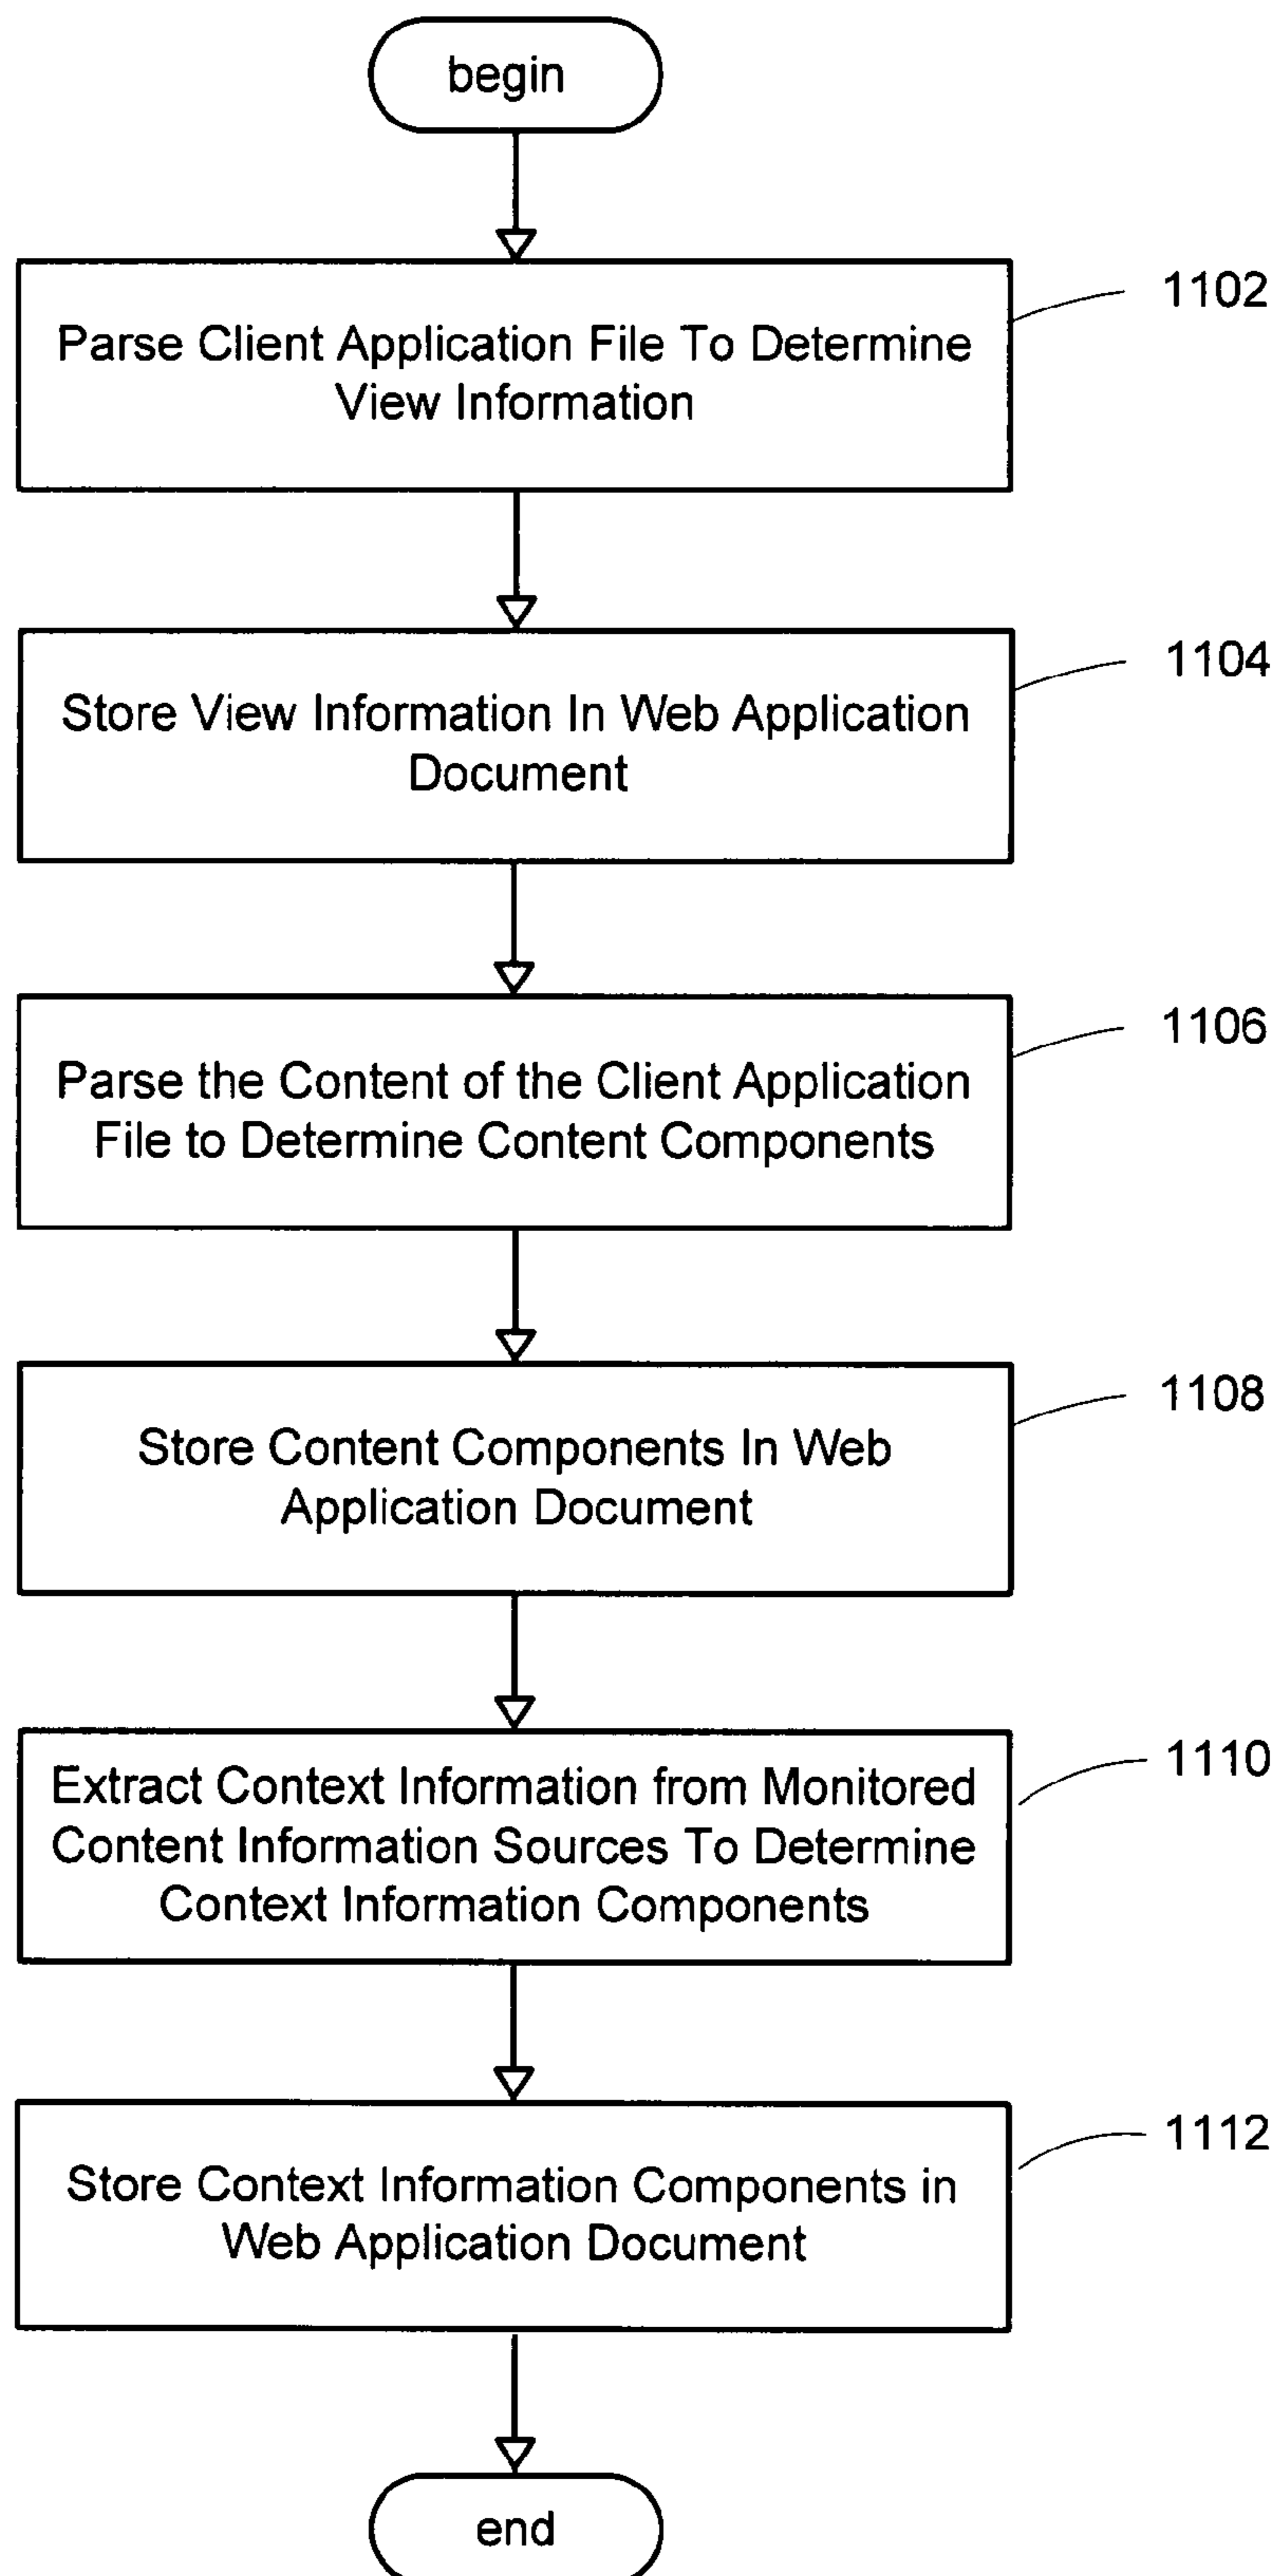 begin
1102
Parse Client Application File To Determine
View Information
1104
Store View Information In Web Application
Document
1106
Parse the Content of the Client Application
File to Determine Content Components
1108
Store Content Components In Web
Application Document
1110
Extract Context Information from Monitored
Content Information Sources To Determine
Context Information Components
1112
Store Context Information Components in
Web Application Document
end